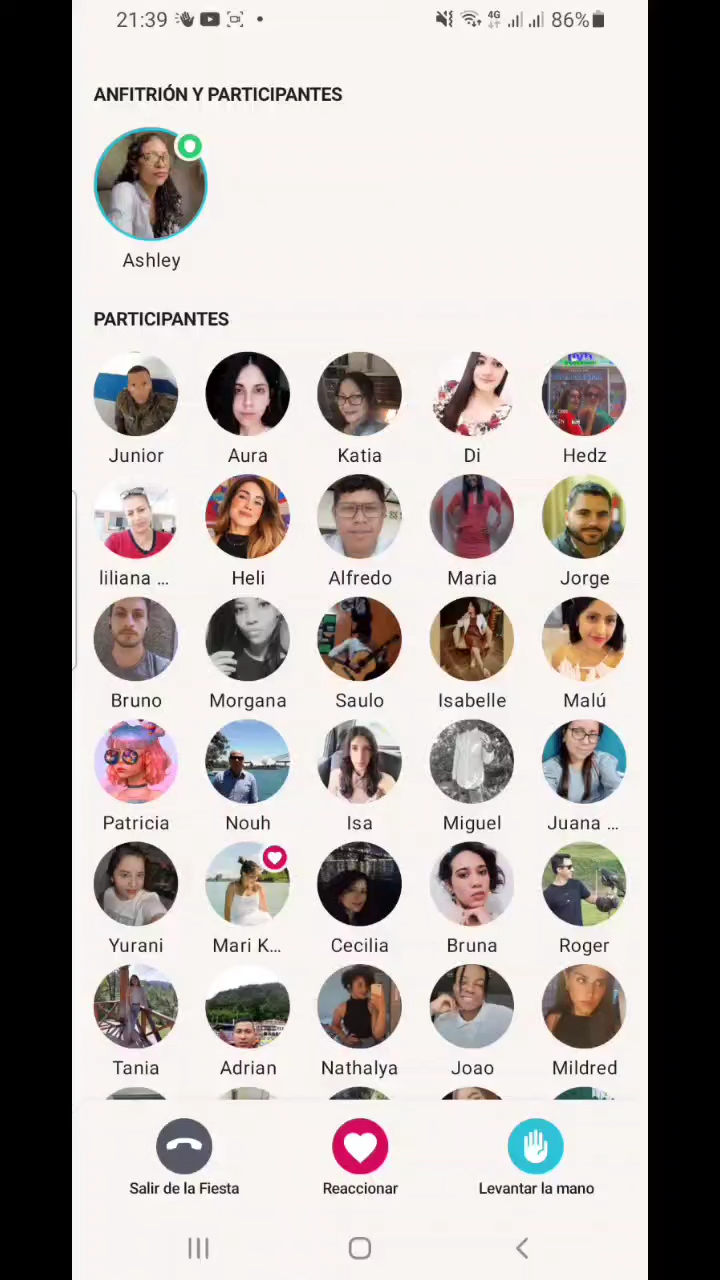 21:39
4G
86%
ANFITRIÓN Y PARTICIPANTES
Ashley
PARTICIPANTES
Junior Aura Katia Di Hedz
liliana ... Heli Alfredo Maria Jorge
Bruno Morgana Saulo Isabelle Malú
Patricia Nouh Isa Miguel Juana ...
Yurani Mari K... Cecilia Bruna Roger
Tania Adrian Nathalya Joao Mildred
Salir de la Fiesta Reaccionar Levantar la mano